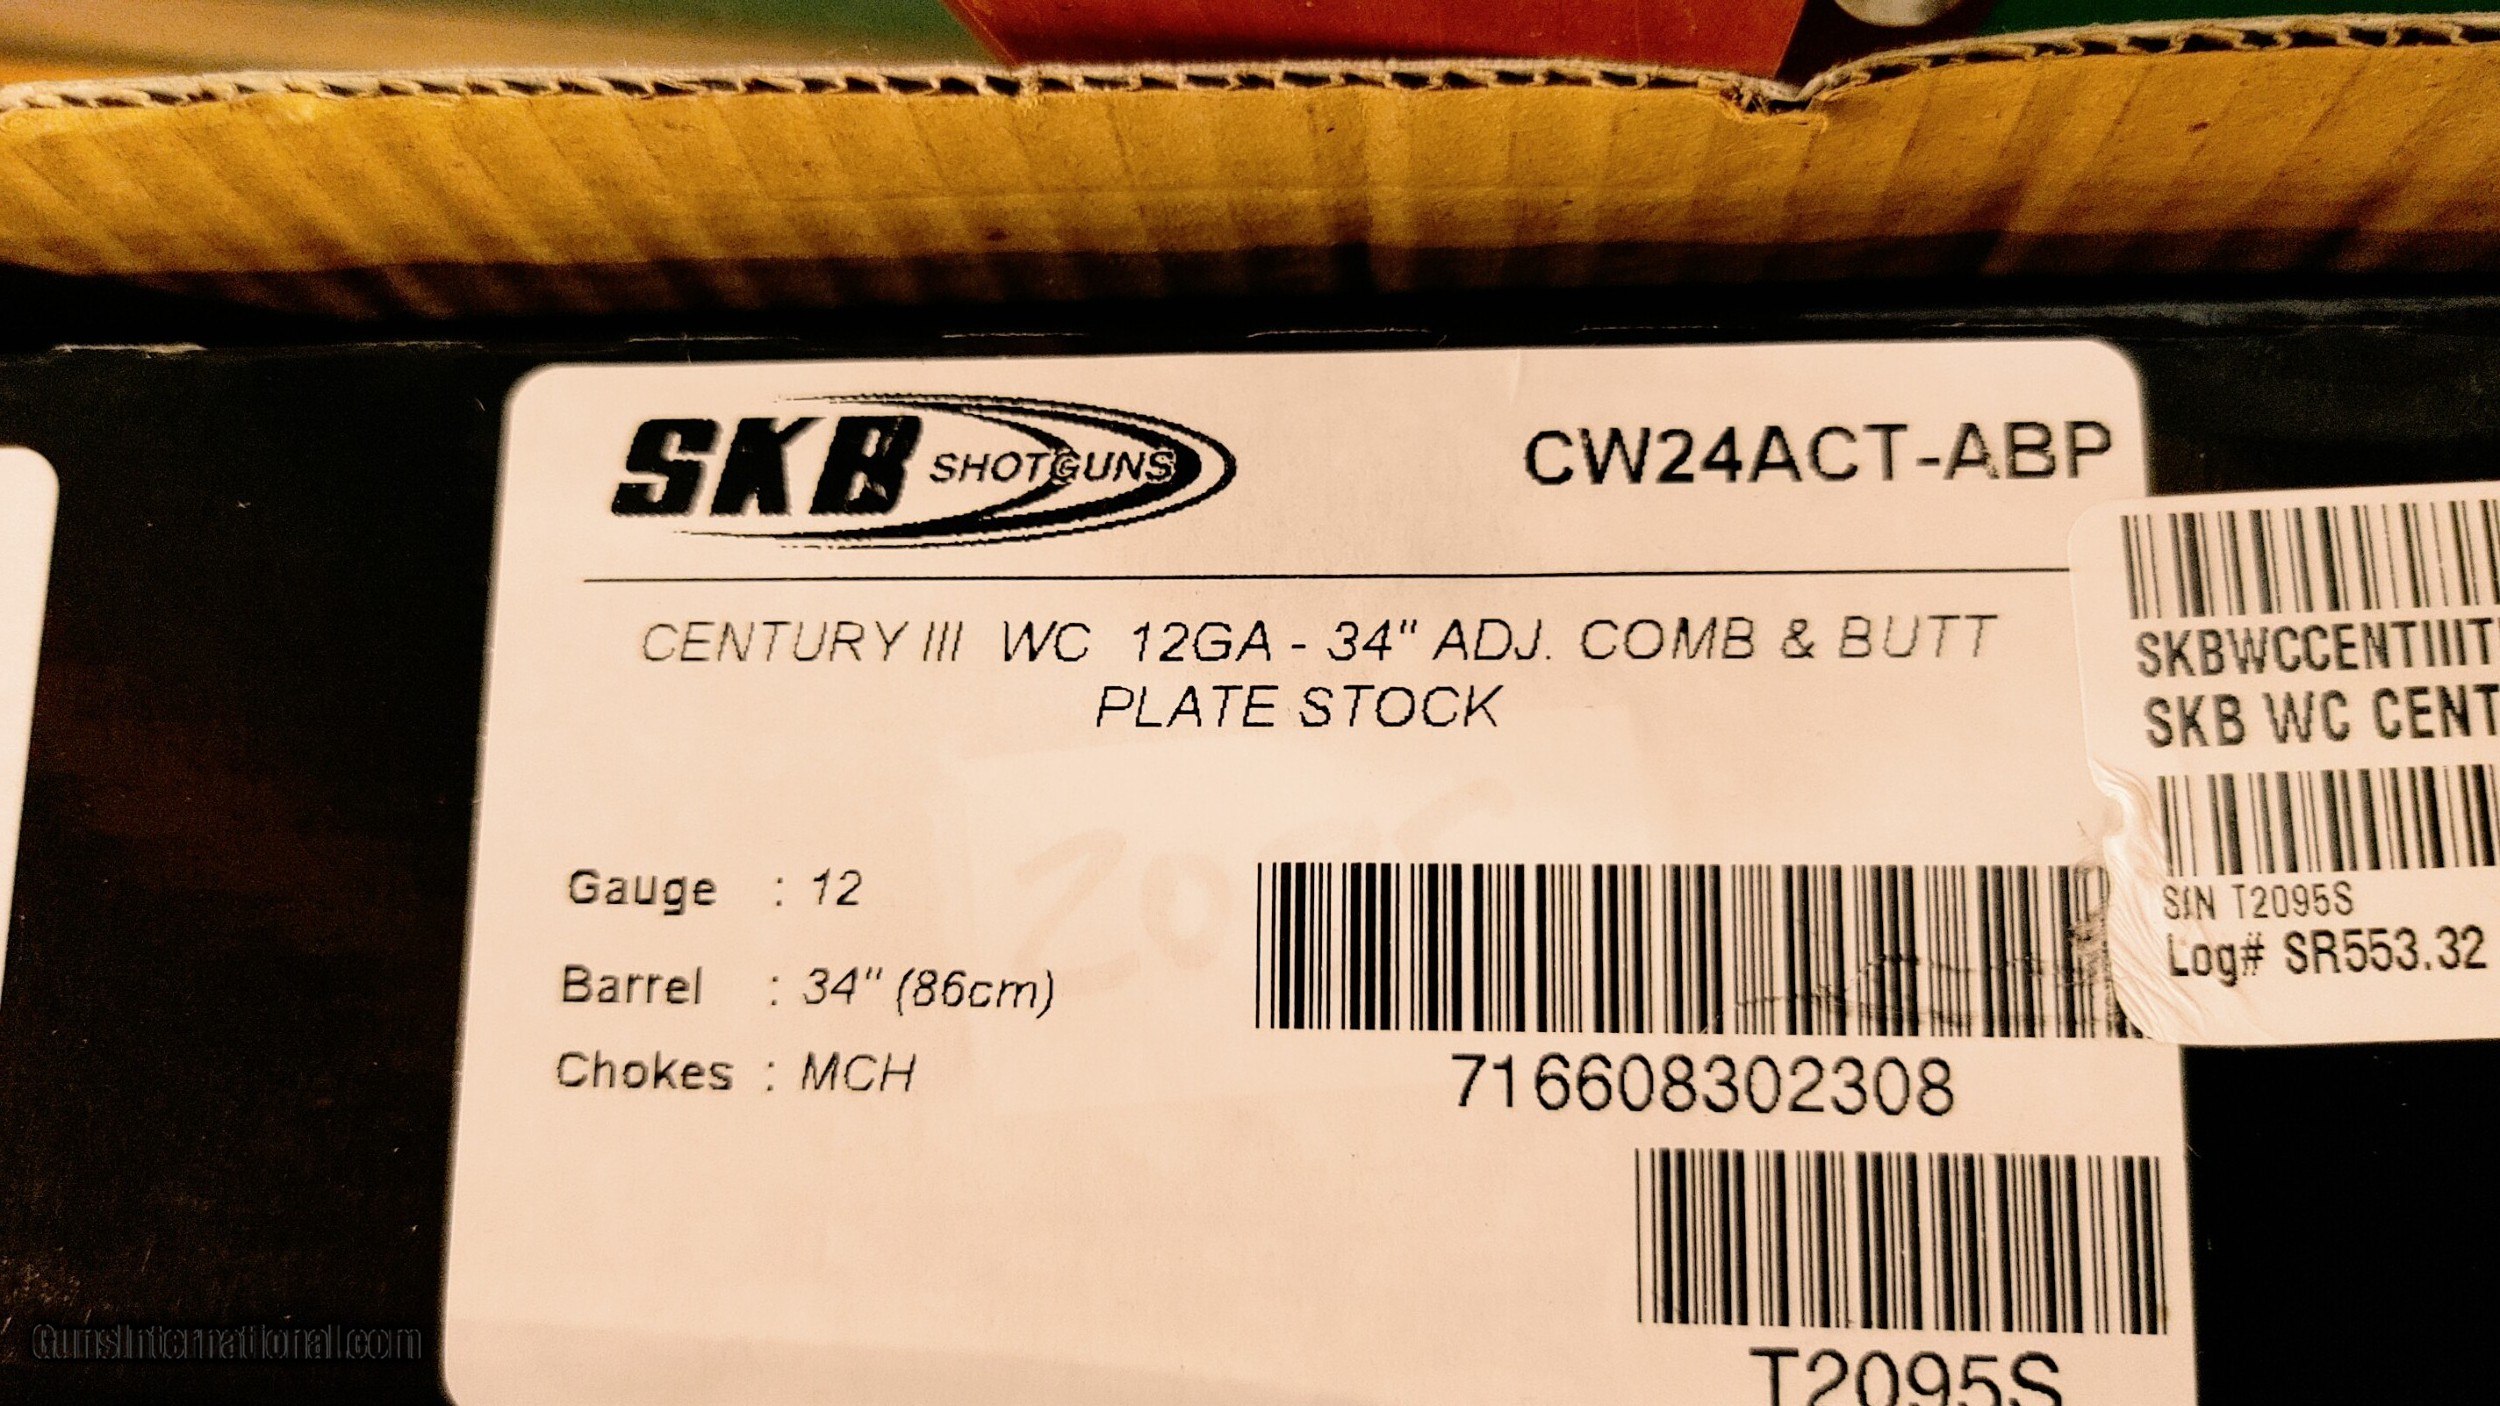 SKB SHOTGUNS
CW24ACT-ABP
CENTURY III WC 12GA - 34" ADJ. COMB & BUTT
PLATE STOCK
Gauge : 12
Barrel : 34" (86cm)
Chokes : MCH
716608302308
T2095S
SKBWCCENTIIIT
SKB WC CENT
S/N T2095S
Log# SR553.32
GunsInternational.com